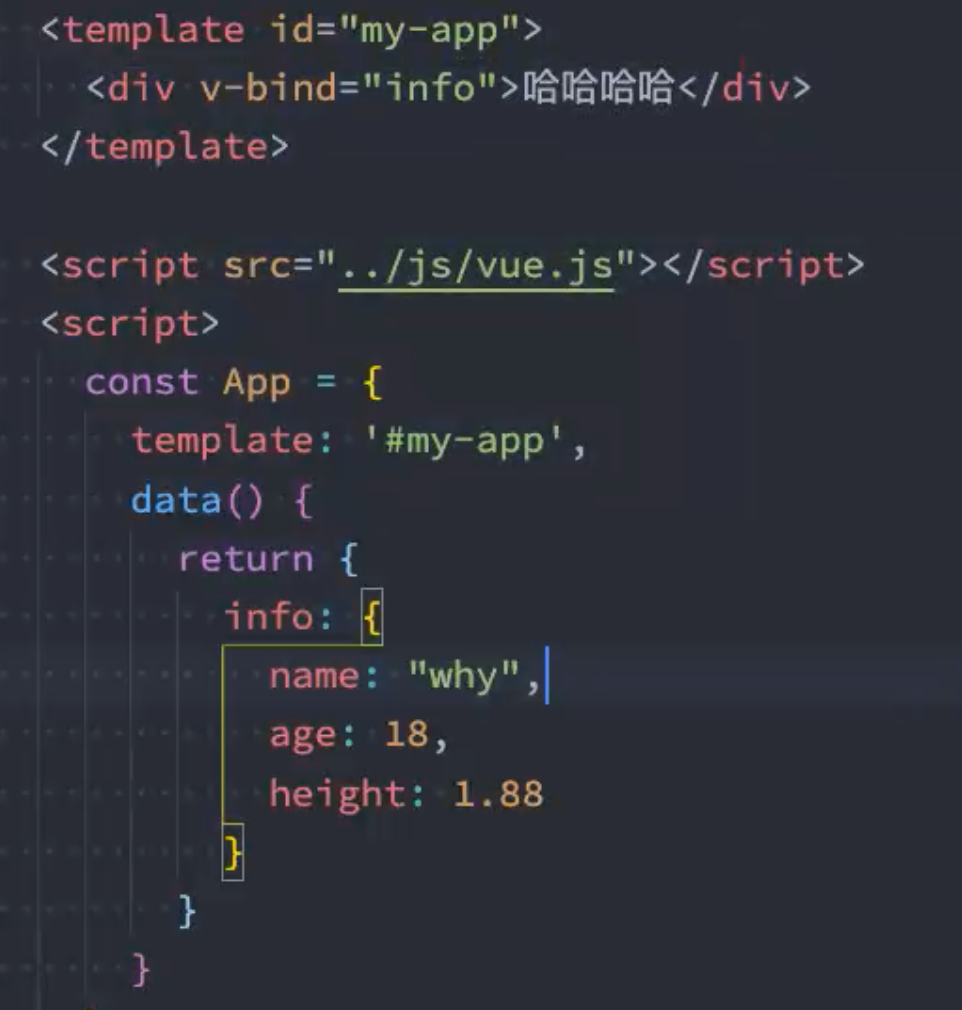 <template id="my-app">
<div v-bind="info">哈哈哈哈</div>
</template>
<script src="../js/vue.js"></script>
<script>
const App = {
template: '#my-app',
data() {
return {
info: {
name: "why",
age: 18,
height: 1.88
}
}
}